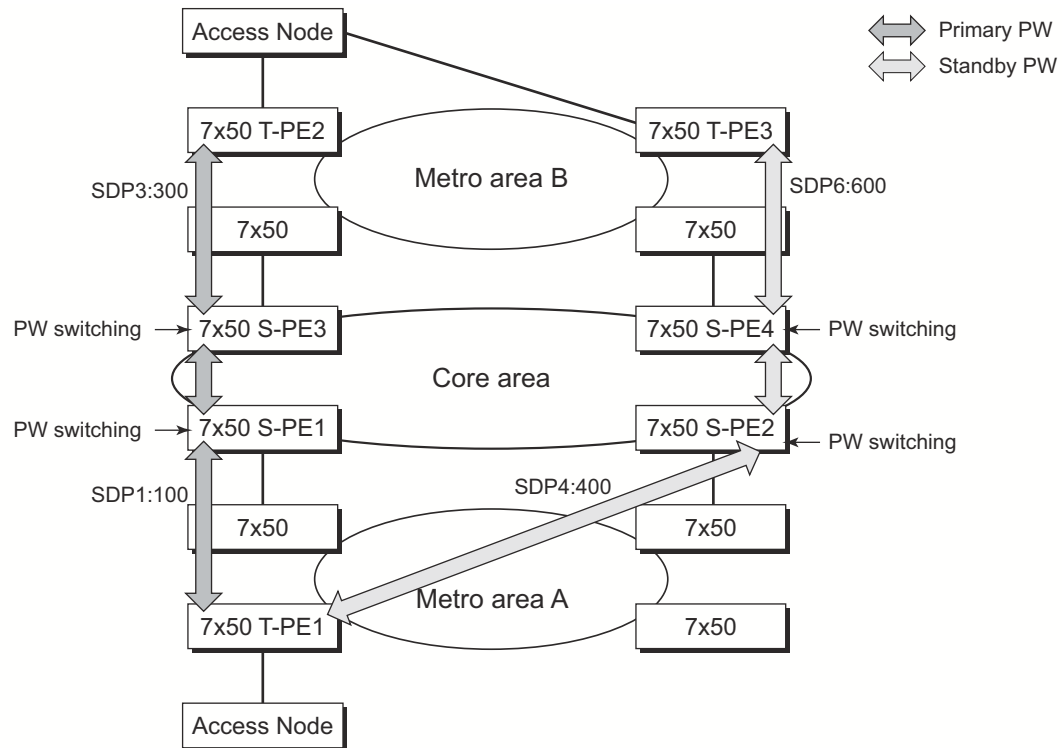 Access Node
Primary PW
Standby PW
7x50 T-PE2
7x50 T-PE3
Metro area B
SDP3:300
SDP6:600
7x50
7x50
PW switching
7x50 S-PE3
7x50 S-PE4
PW switching
Core area
PW switching
7x50 S-PE1
7x50 S-PE2
PW switching
SDP1:100
SDP4:400
7x50
7x50
Metro area A
7x50 T-PE1
7x50
Access Node